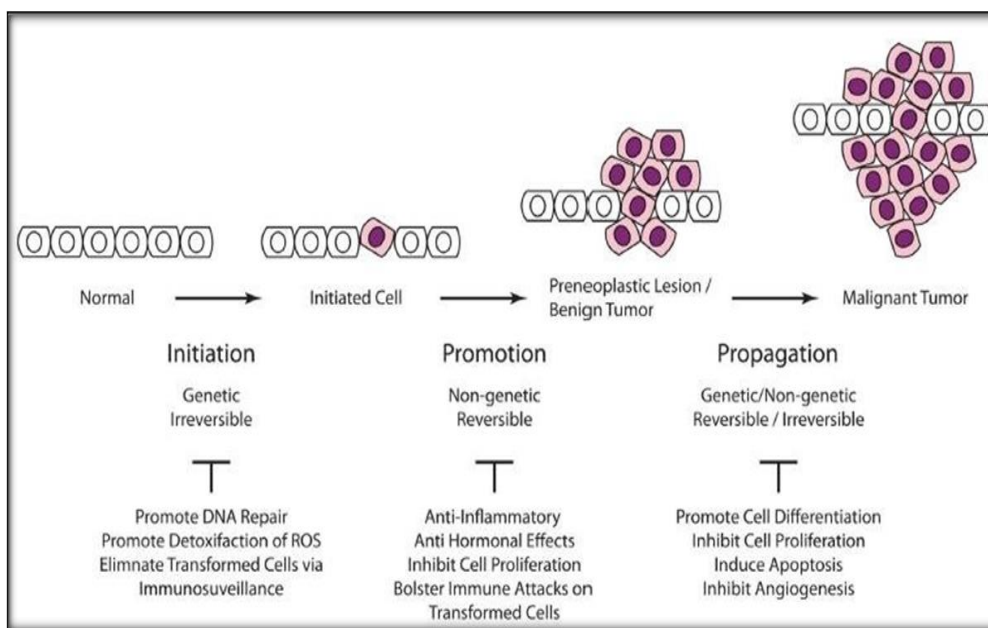 Normal
Initiated Cell
Preneoplastic Lesion /
Benign Tumor
Malignant Tumor
Initiation
Genetic
Irreversible
Promote DNA Repair
Promote Detoxifaction of ROS
Elimnate Transformed Cells via
Immunosuveillance
Promotion
Non-genetic
Reversible
Anti-Inflammatory
Anti Hormonal Effects
Inhibit Cell Proliferation
Bolster Immune Attacks on
Transformed Cells
Propagation
Genetic/Non-genetic
Reversible / Irreversible
Promote Cell Differentiation
Inhibit Cell Proliferation
Induce Apoptosis
Inhibit Angiogenesis